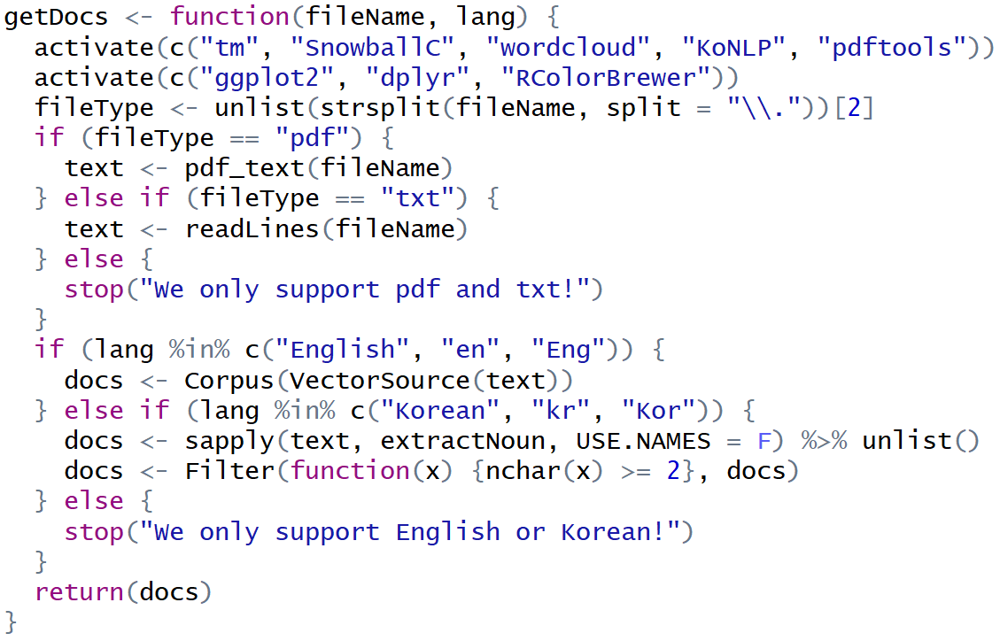 getDocs <- function(fileName, lang) {
  activate(c("tm", "SnowballC", "wordcloud", "KoNLP", "pdftools"))
  activate(c("ggplot2", "dplyr", "RColorBrewer"))
  fileType <- unlist(strsplit(fileName, split = "\\."))[2]
  if (fileType == "pdf") {
    text <- pdf_text(fileName)
  } else if (fileType == "txt") {
    text <- readLines(fileName)
  } else {
    stop("We only support pdf and txt!")
  }
  if (lang %in% c("English", "en", "Eng")) {
    docs <- Corpus(VectorSource(text))
  } else if (lang %in% c("Korean", "kr", "Kor")) {
    docs <- sapply(text, extractNoun, USE.NAMES = F) %>% unlist()
    docs <- Filter(function(x) {nchar(x) >= 2}, docs)
  } else {
    stop("We only support English or Korean!")
  }
  return(docs)
}